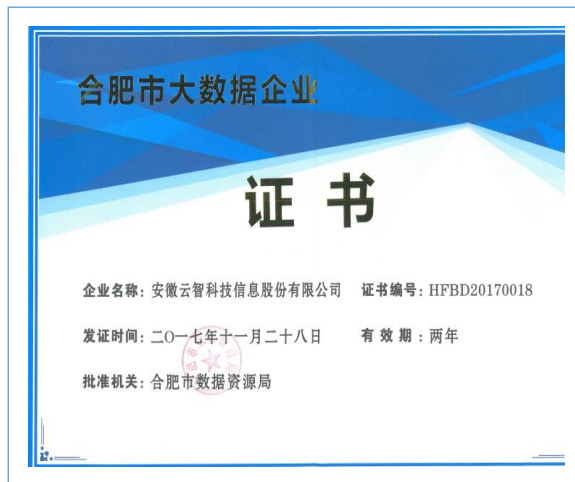 合肥市大数据企业
证书
企业名称：安徽云智科技信息股份有限公司 证书编号：HFBD20170018
发证时间：二〇一七年十一月二十八日 有效期：两年
批准机关：合肥市数据资源局